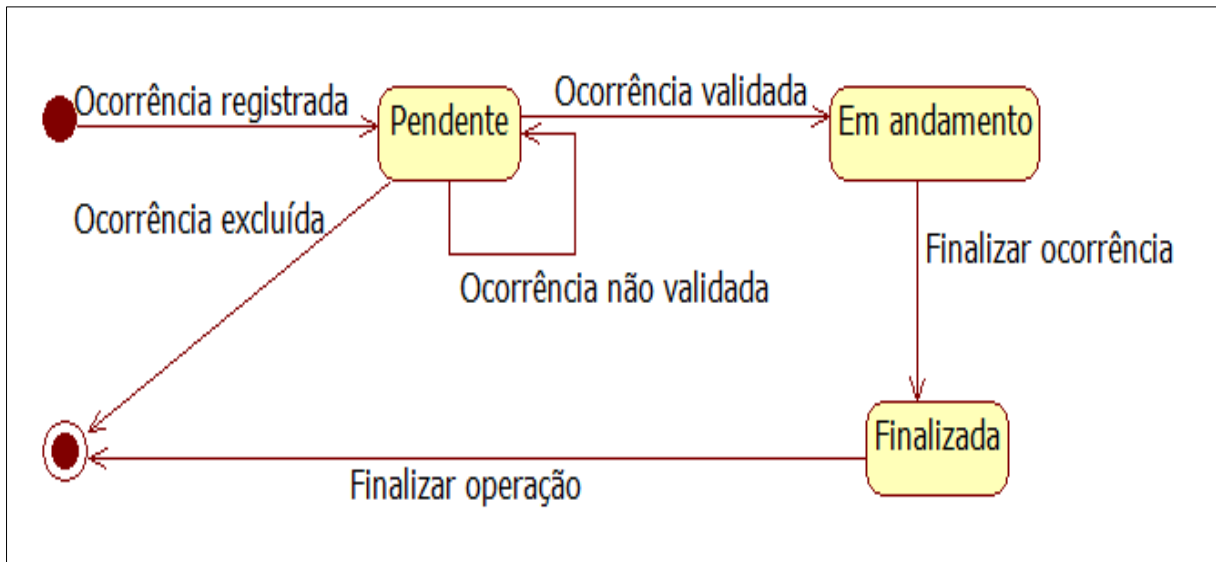 Ocorrência registrada
Pendente
Ocorrência validada
Em andamento
Ocorrência excluída
Ocorrência não validada
Finalizar ocorrência
Finalizada
Finalizar operação